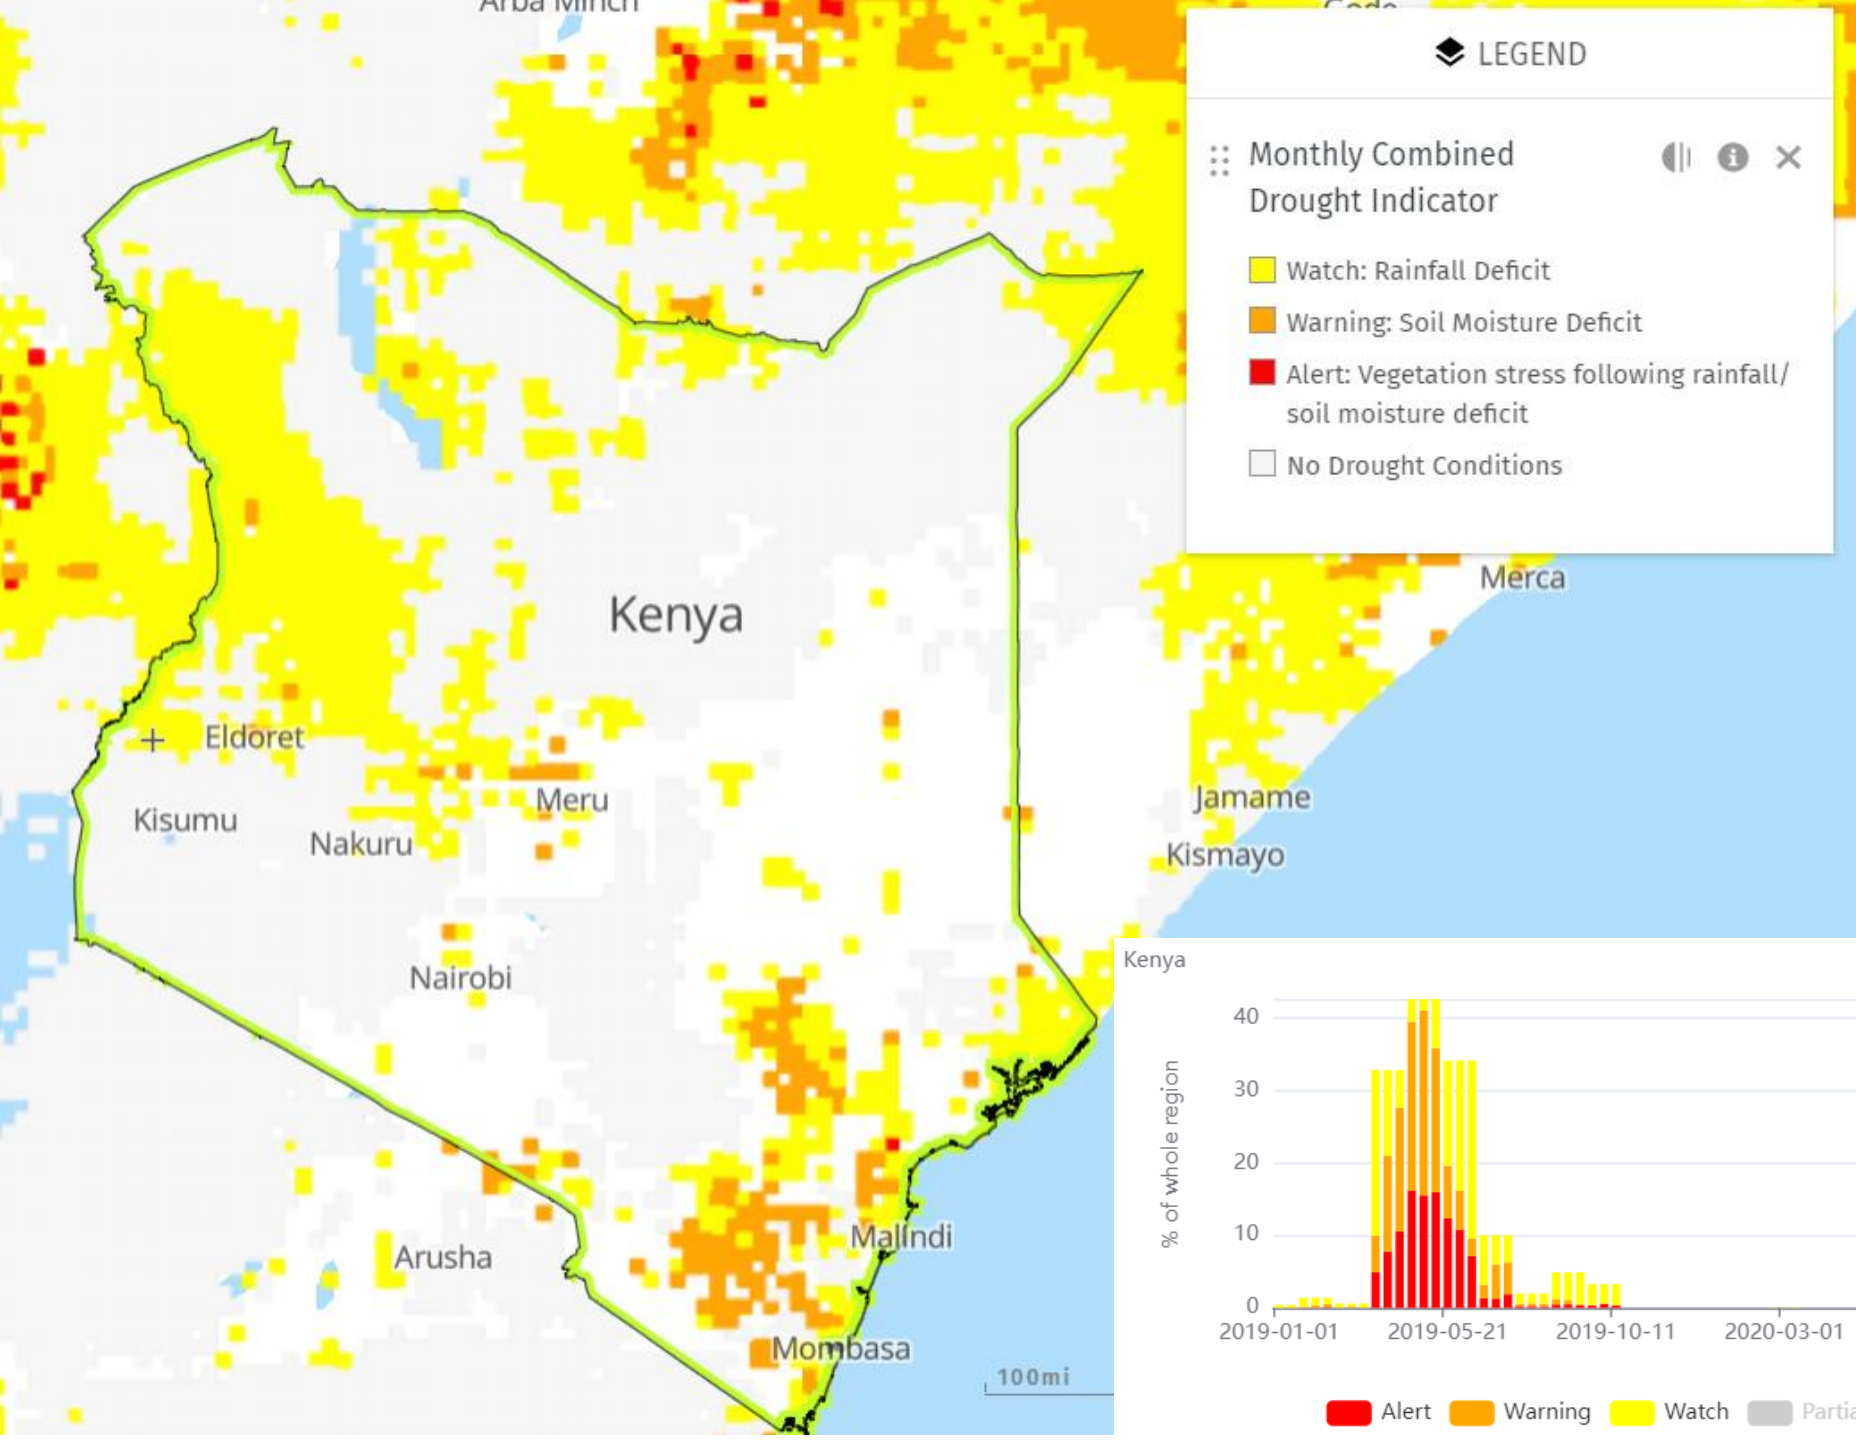 Arba Minch
Gode
LEGEND
Monthly Combined
Drought Indicator
Watch: Rainfall Deficit
Warning: Soil Moisture Deficit
Alert: Vegetation stress following rainfall/
soil moisture deficit
No Drought Conditions
Merca
Kenya
Eldoret
Meru
Jamame
Kisumu
Nakuru
Kismayo
Nairobi
Malindi
Arusha
Mombasa
100mi
Kenya
% of whole region
40
30
20
10
0
2019-01-01 2019-05-21 2019-10-11 2020-03-01
Alert Warning Watch Partia